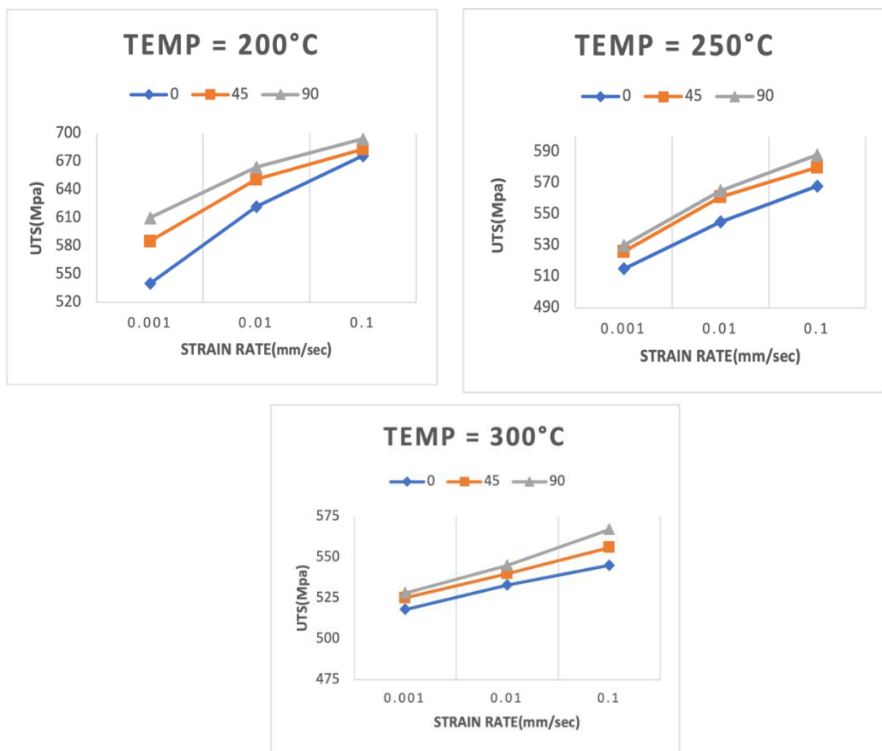 TEMP = 200°C
0 45 90
700
670
640
610
580
550
520
UTS(Mpa)
0.001 0.01 0.1
STRAIN RATE(mm/sec)
TEMP = 250°C
0 45 90
590
570
550
530
510
490
UTS(Mpa)
0.001 0.01 0.1
STRAIN RATE(mm/sec)
TEMP = 300°C
0 45 90
575
550
525
500
475
UTS(Mpa)
0.001 0.01 0.1
STRAIN RATE(mm/sec)